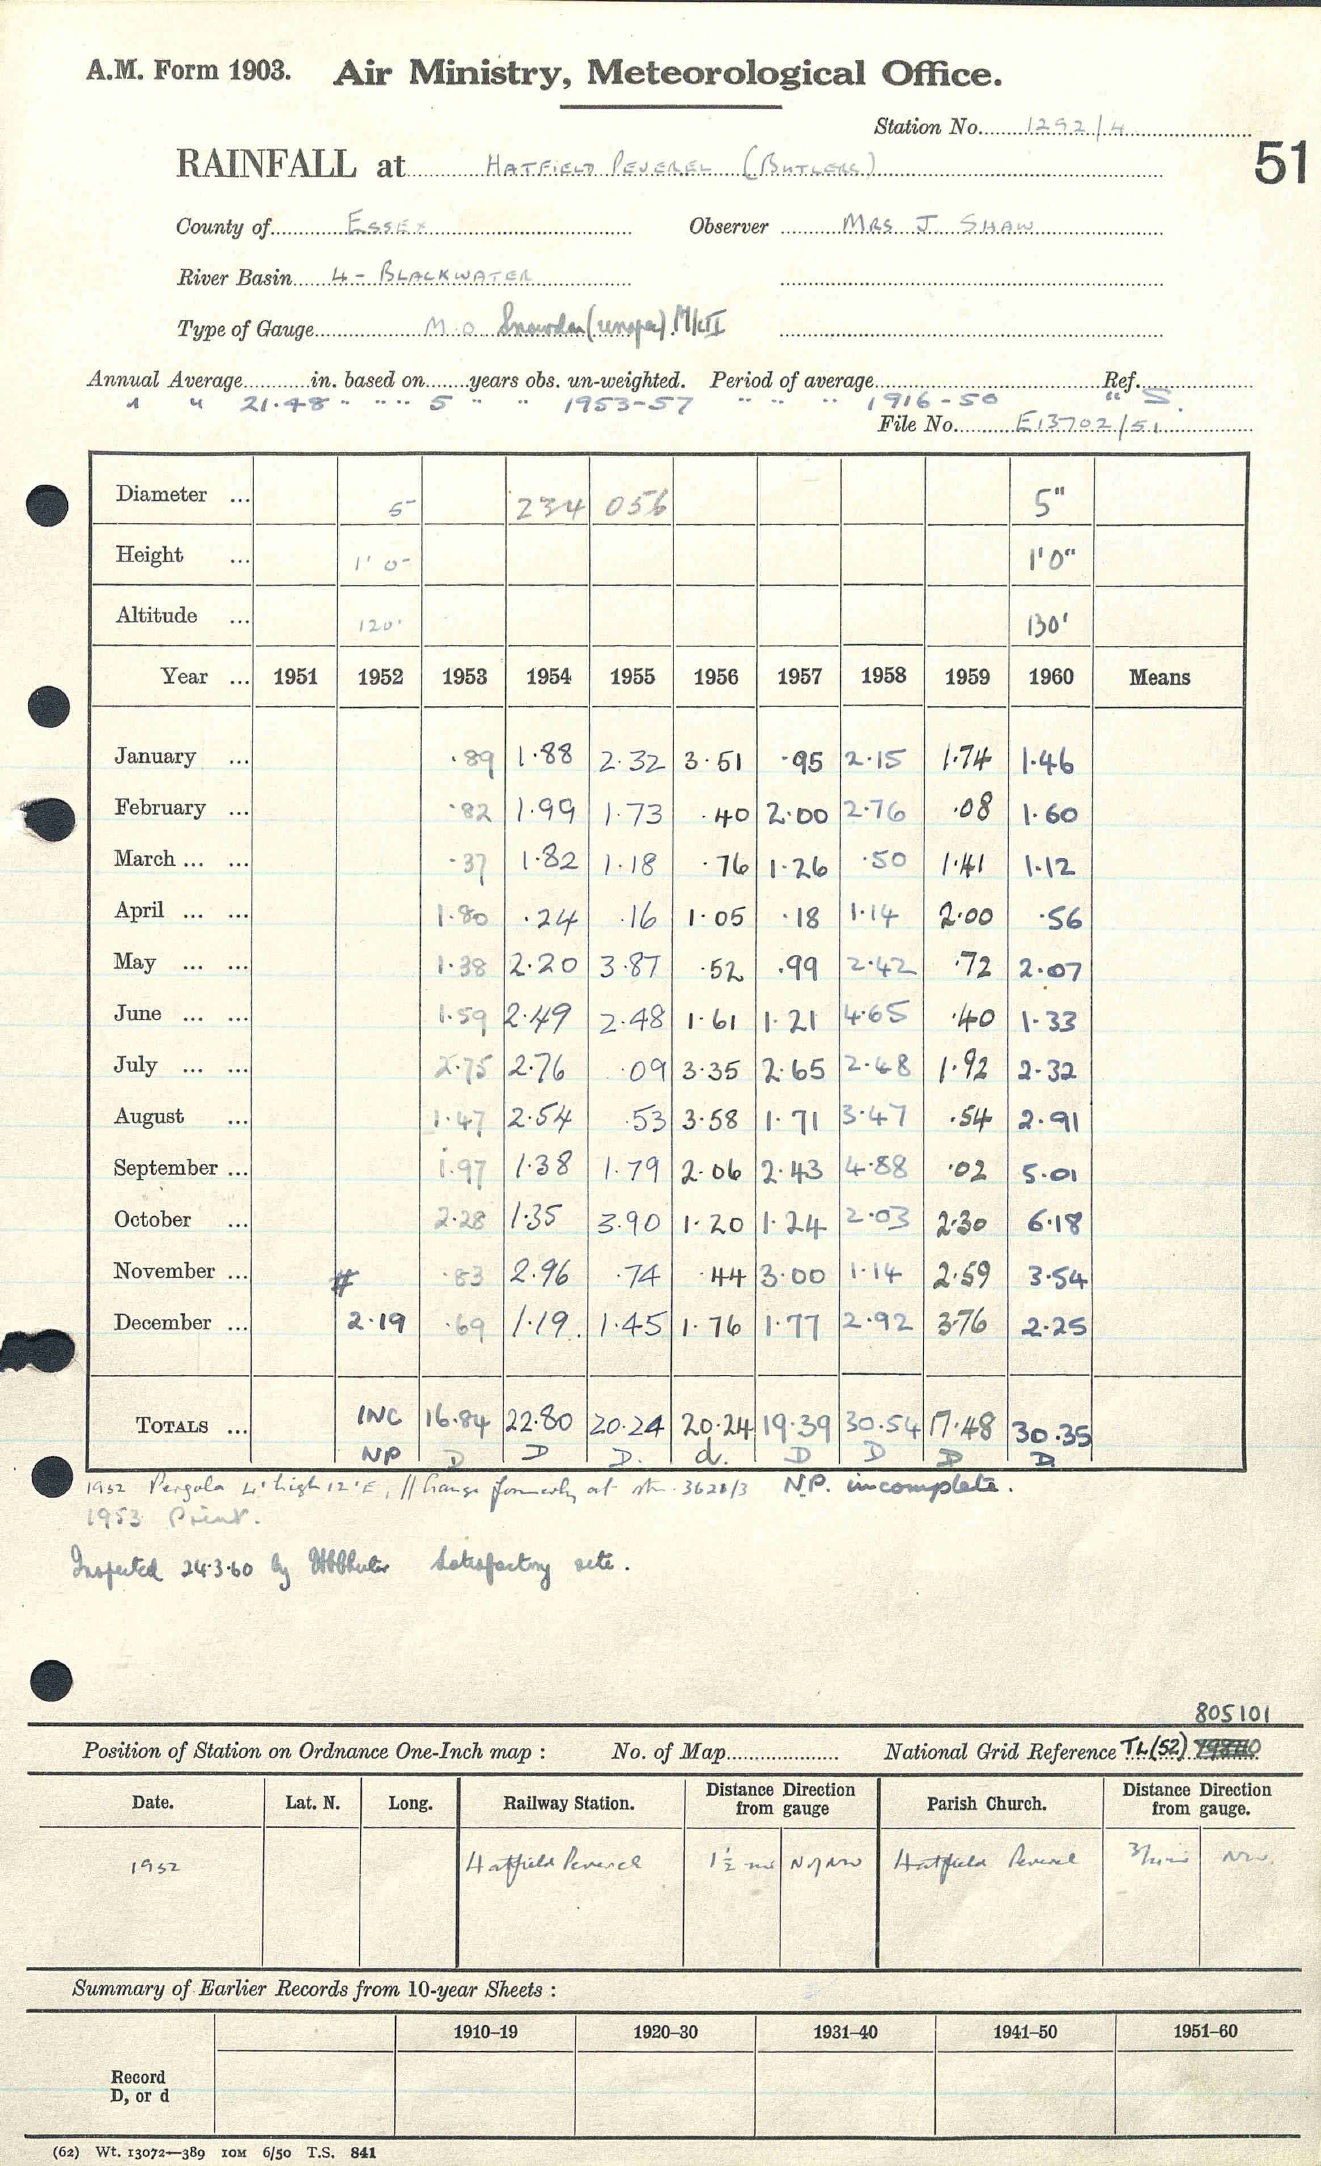 A.M. Form 1903. Air Ministry, Meteorological Office.
Station No. 1292/4
51
RAINFALL at HATFIELD PEVEREL (BUTLERS)
County of ESSEX Observer MRS J. SHAW
River Basin 4 - BLACKWATER
Type of Gauge M.O. Snowdon MkII
Annual Average in. based on years obs. un-weighted. Period of average Ref.
" " 21.48 " " " 5 " " 1953-57 " " " 1916-50 " S.
File No. E13702/51
Diameter ... 5 234 056 5"
Height ... 1' 0" 1'0"
Altitude ... 120' 130'
Year ... 1951 1952 1953 1954 1955 1956 1957 1958 1959 1960 Means
January ... .89 1.88 2.32 3.51 .95 2.15 1.74 1.46
February ... .82 1.99 1.73 .40 2.00 2.76 .08 1.60
March ... ... .37 1.82 1.18 .76 1.26 .50 1.41 1.12
April ... ... 1.80 .24 .16 1.05 .18 1.14 2.00 .56
May ... ... 1.38 2.20 3.87 .52 .99 2.42 .72 2.07
June ... ... 1.59 2.49 2.48 1.61 1.21 4.65 .40 1.33
July ... ... 2.75 2.76 .09 3.35 2.65 2.48 1.92 2.32
August ... 1.47 2.54 .53 3.58 1.71 3.47 .54 2.91
September ... 1.97 1.38 1.79 2.06 2.43 4.88 .02 5.01
October ... 2.28 1.35 3.90 1.20 1.24 2.03 2.30 6.18
November ... # .83 2.96 .74 .44 3.00 1.14 2.59 3.54
December ... 2.19 .69 1.19 1.45 1.76 1.77 2.92 3.76 2.25
TOTALS ... INC 16.84 22.80 20.24 20.24 19.39 30.54 17.48 30.35
NP D D D. d. D D D D
1952 Pergola 4' high 12' E, // Gauge formerly at stn. 3628/3 N.P. incomplete.
1953 Print.
Inspected 24.3.60 by Satisfactory site.
805101
Position of Station on Ordnance One-Inch map : No. of Map National Grid Reference TL(52)
Date. Lat. N. Long. Railway Station. Distance Direction from gauge Parish Church. Distance Direction from gauge.
1952 Hatfield Peverel 1½ ml NNW Hatfield Peverel NW.
Summary of Earlier Records from 10-year Sheets :
1910-19 1920-30 1931-40 1941-50 1951-60
Record
D, or d
(62) Wt. 13072—389 10M 6/50 T.S. 841